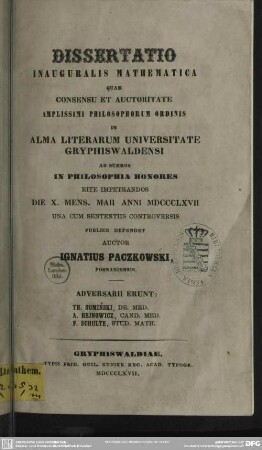 DISSERTATIO
INAUGURALIS MATHEMATICA
QUAM
CONSENSU ET AUCTORITATE
AMPLISSIMI PHILOSOPHORUM ORDINIS
IN
ALMA LITERARUM UNIVERSITATE
GRYPHISWALDENSI
AD SUMMOS
IN PHILOSOPHIA HONORES
RITE IMPETRANDOS
DIE X. MENS. MAII ANNI MDCCCLXVII
UNA CUM SENTENTIIS CONTROVERSIS
PUBLICE DEFENDET
AUCTOR
IGNATIUS PACZKOWSKI,
POSNANIENSIS.
ADVERSARII ERUNT:
TH. SUMIŃSKI, DR. MED.
A. REJNOWICZ, CAND. MED.
F. SCHULTE, STUD. MATH.
GRYPHISWALDIAE,
TYPIS FRID. GUIL. KUNIKE REG. ACAD. TYPOGR.
MDCCCLXVII.